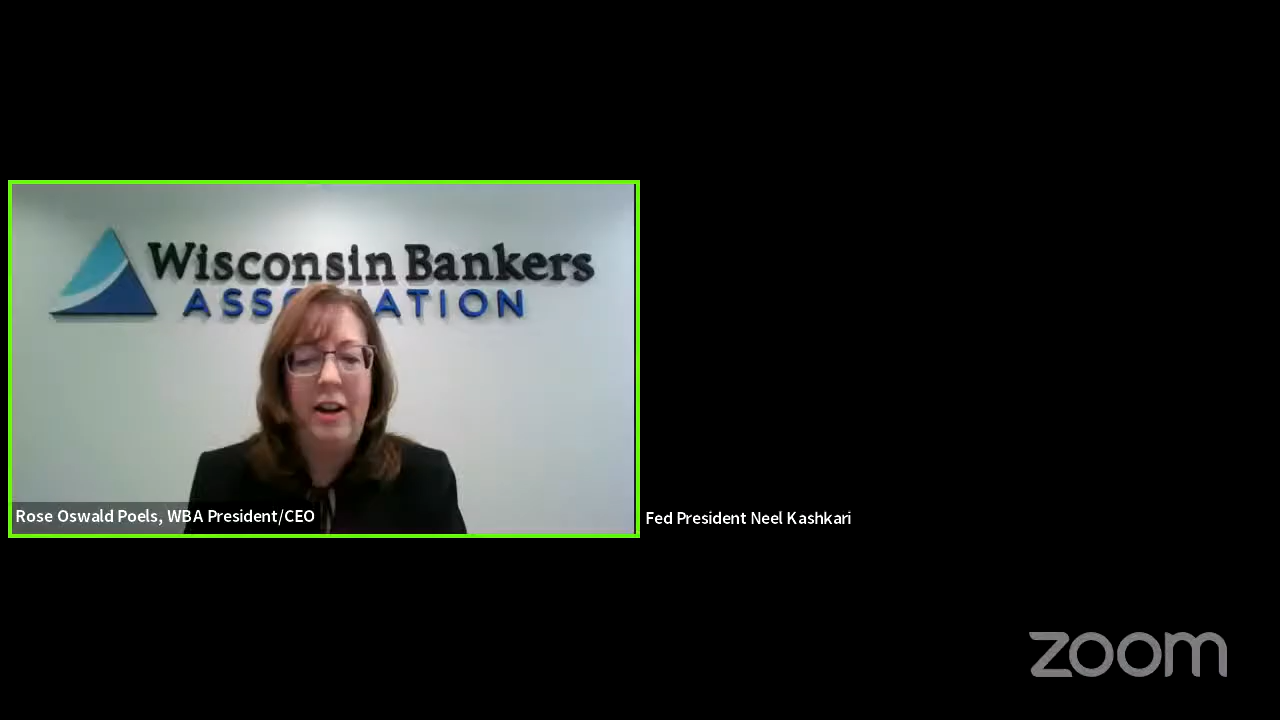 Wisconsin Bankers
ASSOCIATION
Rose Oswald Poels, WBA President/CEO
Fed President Neel Kashkari
zoom